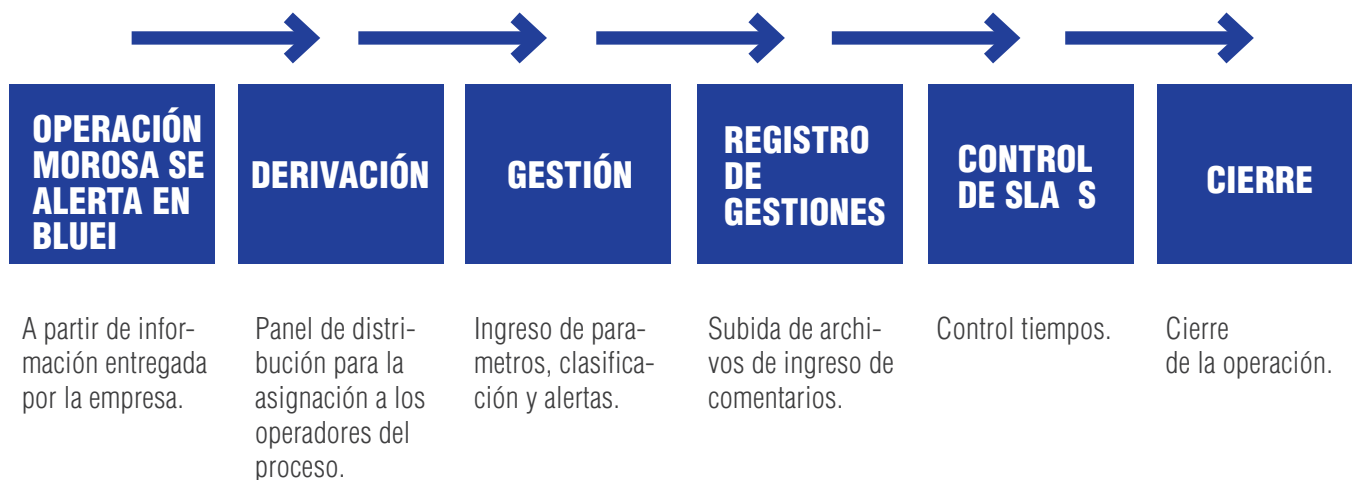 OPERACIÓN
MOROSA SE
ALERTA EN
BLUEI
DERIVACIÓN
GESTIÓN
REGISTRO
DE
GESTIONES
CONTROL
DE SLA S
CIERRE
A partir de infor-
mación entregada
por la empresa.
Panel de distri-
bución para la
asignación a los
operadores del
proceso.
Ingreso de para-
metros, clasifica-
ción y alertas.
Subida de archi-
vos de ingreso de
comentarios.
Control tiempos.
Cierre
de la operación.